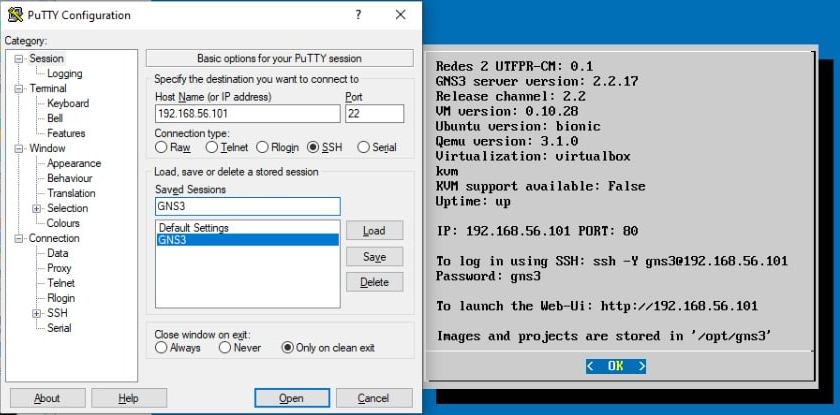 PuTTY Configuration
?
Category:
Session
Logging
Terminal
Keyboard
Bell
Features
Window
Appearance
Behaviour
Translation
Selection
Colours
Connection
Data
Proxy
Telnet
Rlogin
SSH
Serial
Basic options for your PuTTY session
Specify the destination you want to connect to
Host Name (or IP address) Port
192.168.56.101 22
Connection type:
Raw Telnet Rlogin SSH Serial
Load, save or delete a stored session
Saved Sessions
GNS3
Default Settings
GNS3
Load
Save
Delete
Close window on exit:
Always Never Only on clean exit
About Help Open Cancel
Redes 2 UTFPR-CM: 0.1
GNS3 server version: 2.2.17
Release channel: 2.2
VM version: 0.10.28
Ubuntu version: bionic
Qemu version: 3.1.0
Virtualization: virtualbox
kvm
KVM support available: False
Uptime: up
IP: 192.168.56.101 PORT: 80
To log in using SSH: ssh -Y gns3@192.168.56.101
Password: gns3
To launch the Web-Ui: http://192.168.56.101
Images and projects are stored in '/opt/gns3'
< OK >